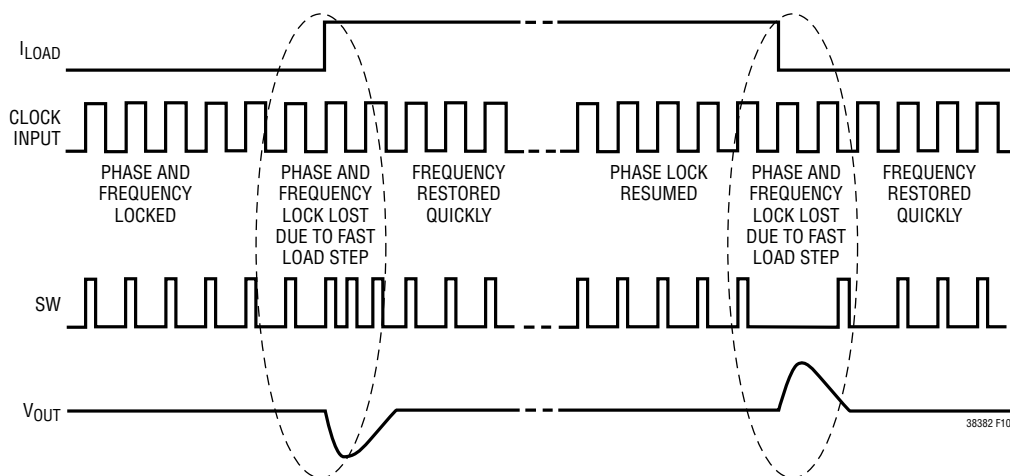 ILOAD
CLOCK
INPUT
PHASE AND
FREQUENCY
LOCKED
PHASE AND
FREQUENCY
LOCK LOST
DUE TO FAST
LOAD STEP
FREQUENCY
RESTORED
QUICKLY
PHASE LOCK
RESUMED
PHASE AND
FREQUENCY
LOCK LOST
DUE TO FAST
LOAD STEP
FREQUENCY
RESTORED
QUICKLY
SW
VOUT
38382 F10